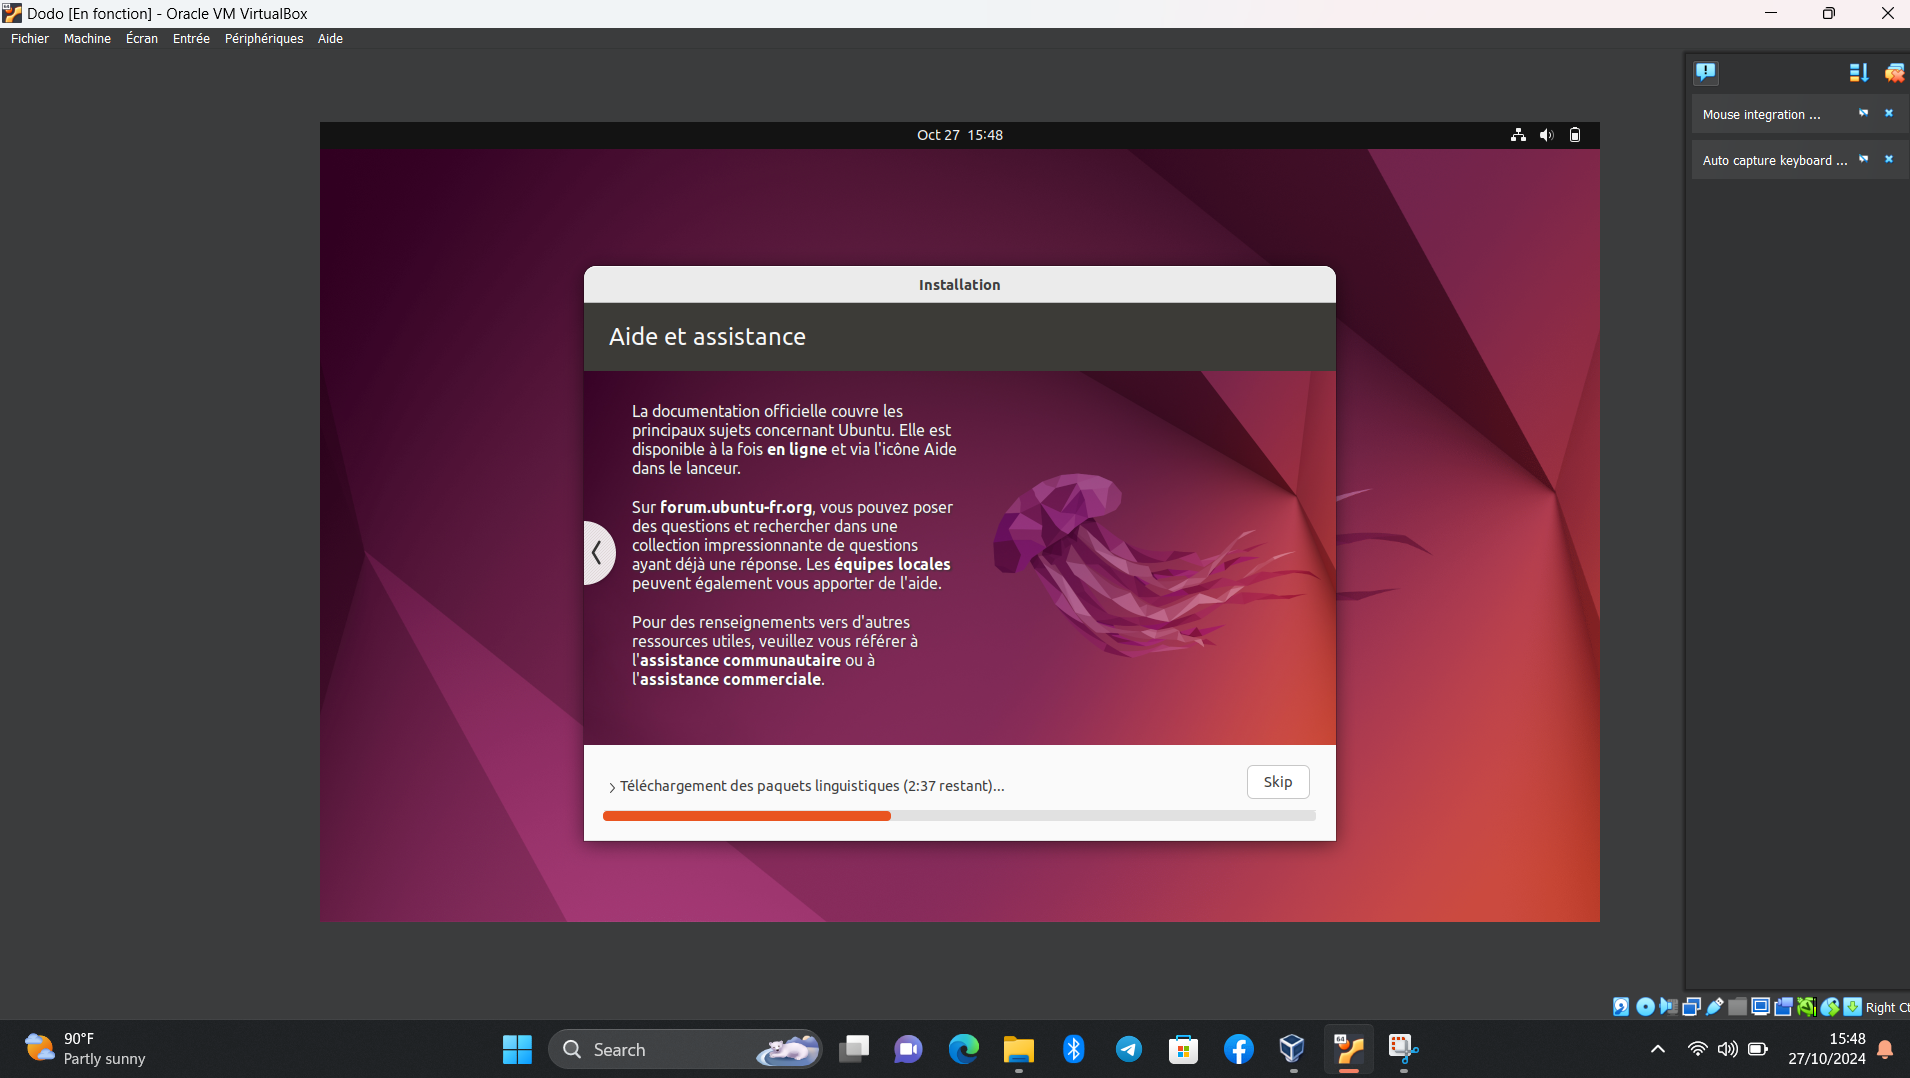 Dodo [En fonction] - Oracle VM VirtualBox
Fichier Machine Écran Entrée Périphériques Aide
Mouse integration ...
Auto capture keyboard ...
Oct 27 15:48
Installation
Aide et assistance
La documentation officielle couvre les
principaux sujets concernant Ubuntu. Elle est
disponible à la fois en ligne et via l'icône Aide
dans le lanceur.
Sur forum.ubuntu-fr.org, vous pouvez poser
des questions et rechercher dans une
collection impressionnante de questions
ayant déjà une réponse. Les équipes locales
peuvent également vous apporter de l'aide.
Pour des renseignements vers d'autres
ressources utiles, veuillez vous référer à
l'assistance communautaire ou à
l'assistance commerciale.
Téléchargement des paquets linguistiques (2:37 restant)...
Skip
Right Ct
90°F
Partly sunny
Search
64
15:48
27/10/2024